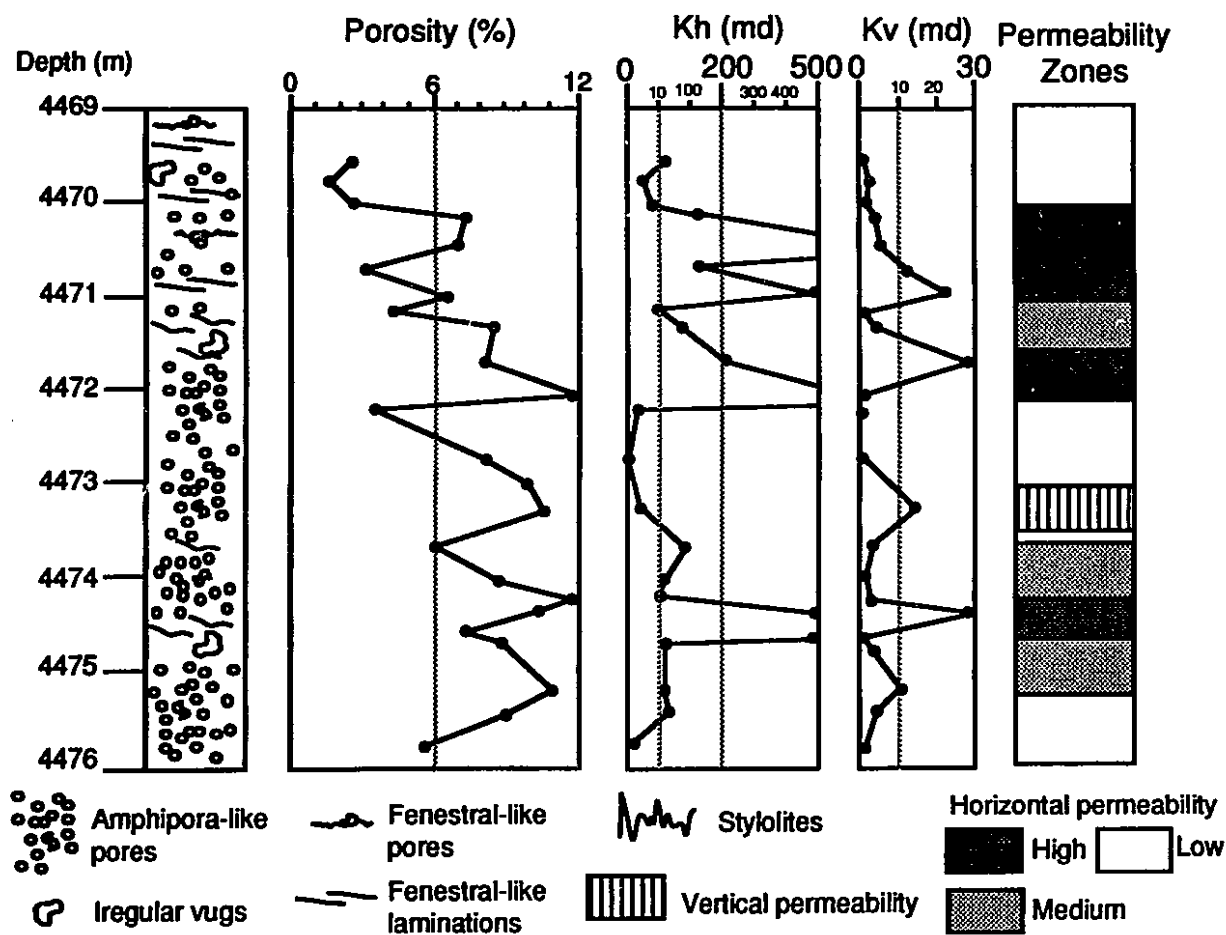 Porosity (%)
Kh (md)
Kv (md)
Permeability
Zones
Depth (m)
0 6 12
0 200 500
10 100 300 400
0 30
10 20
4469
4470
4471
4472
4473
4474
4475
4476
Amphipora-like
pores
Iregular vugs
Fenestral-like
pores
Fenestral-like
laminations
Stylolites
Vertical permeability
Horizontal permeability
High
Low
Medium